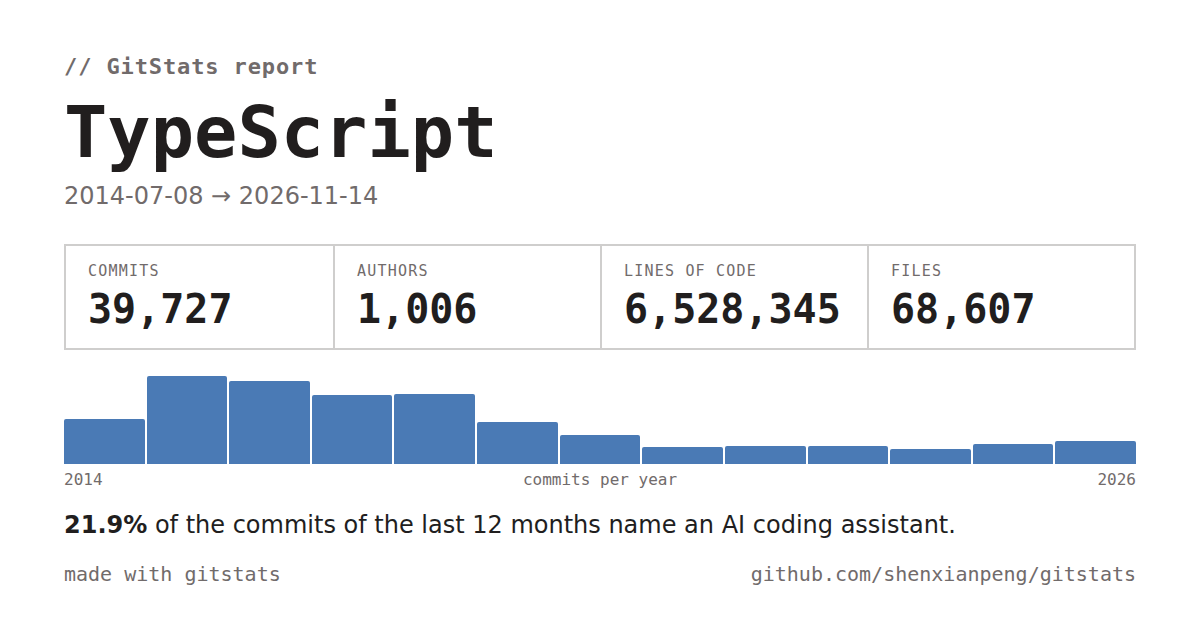 // GitStats report
TypeScript
2014-07-08 → 2026-11-14
COMMITS AUTHORS LINES OF CODE FILES
39,727 1,006 6,528,345 68,607
2014 commits per year 2026
21.9% of the commits of the last 12 months name an AI coding assistant.
made with gitstats github.com/shenxianpeng/gitstats